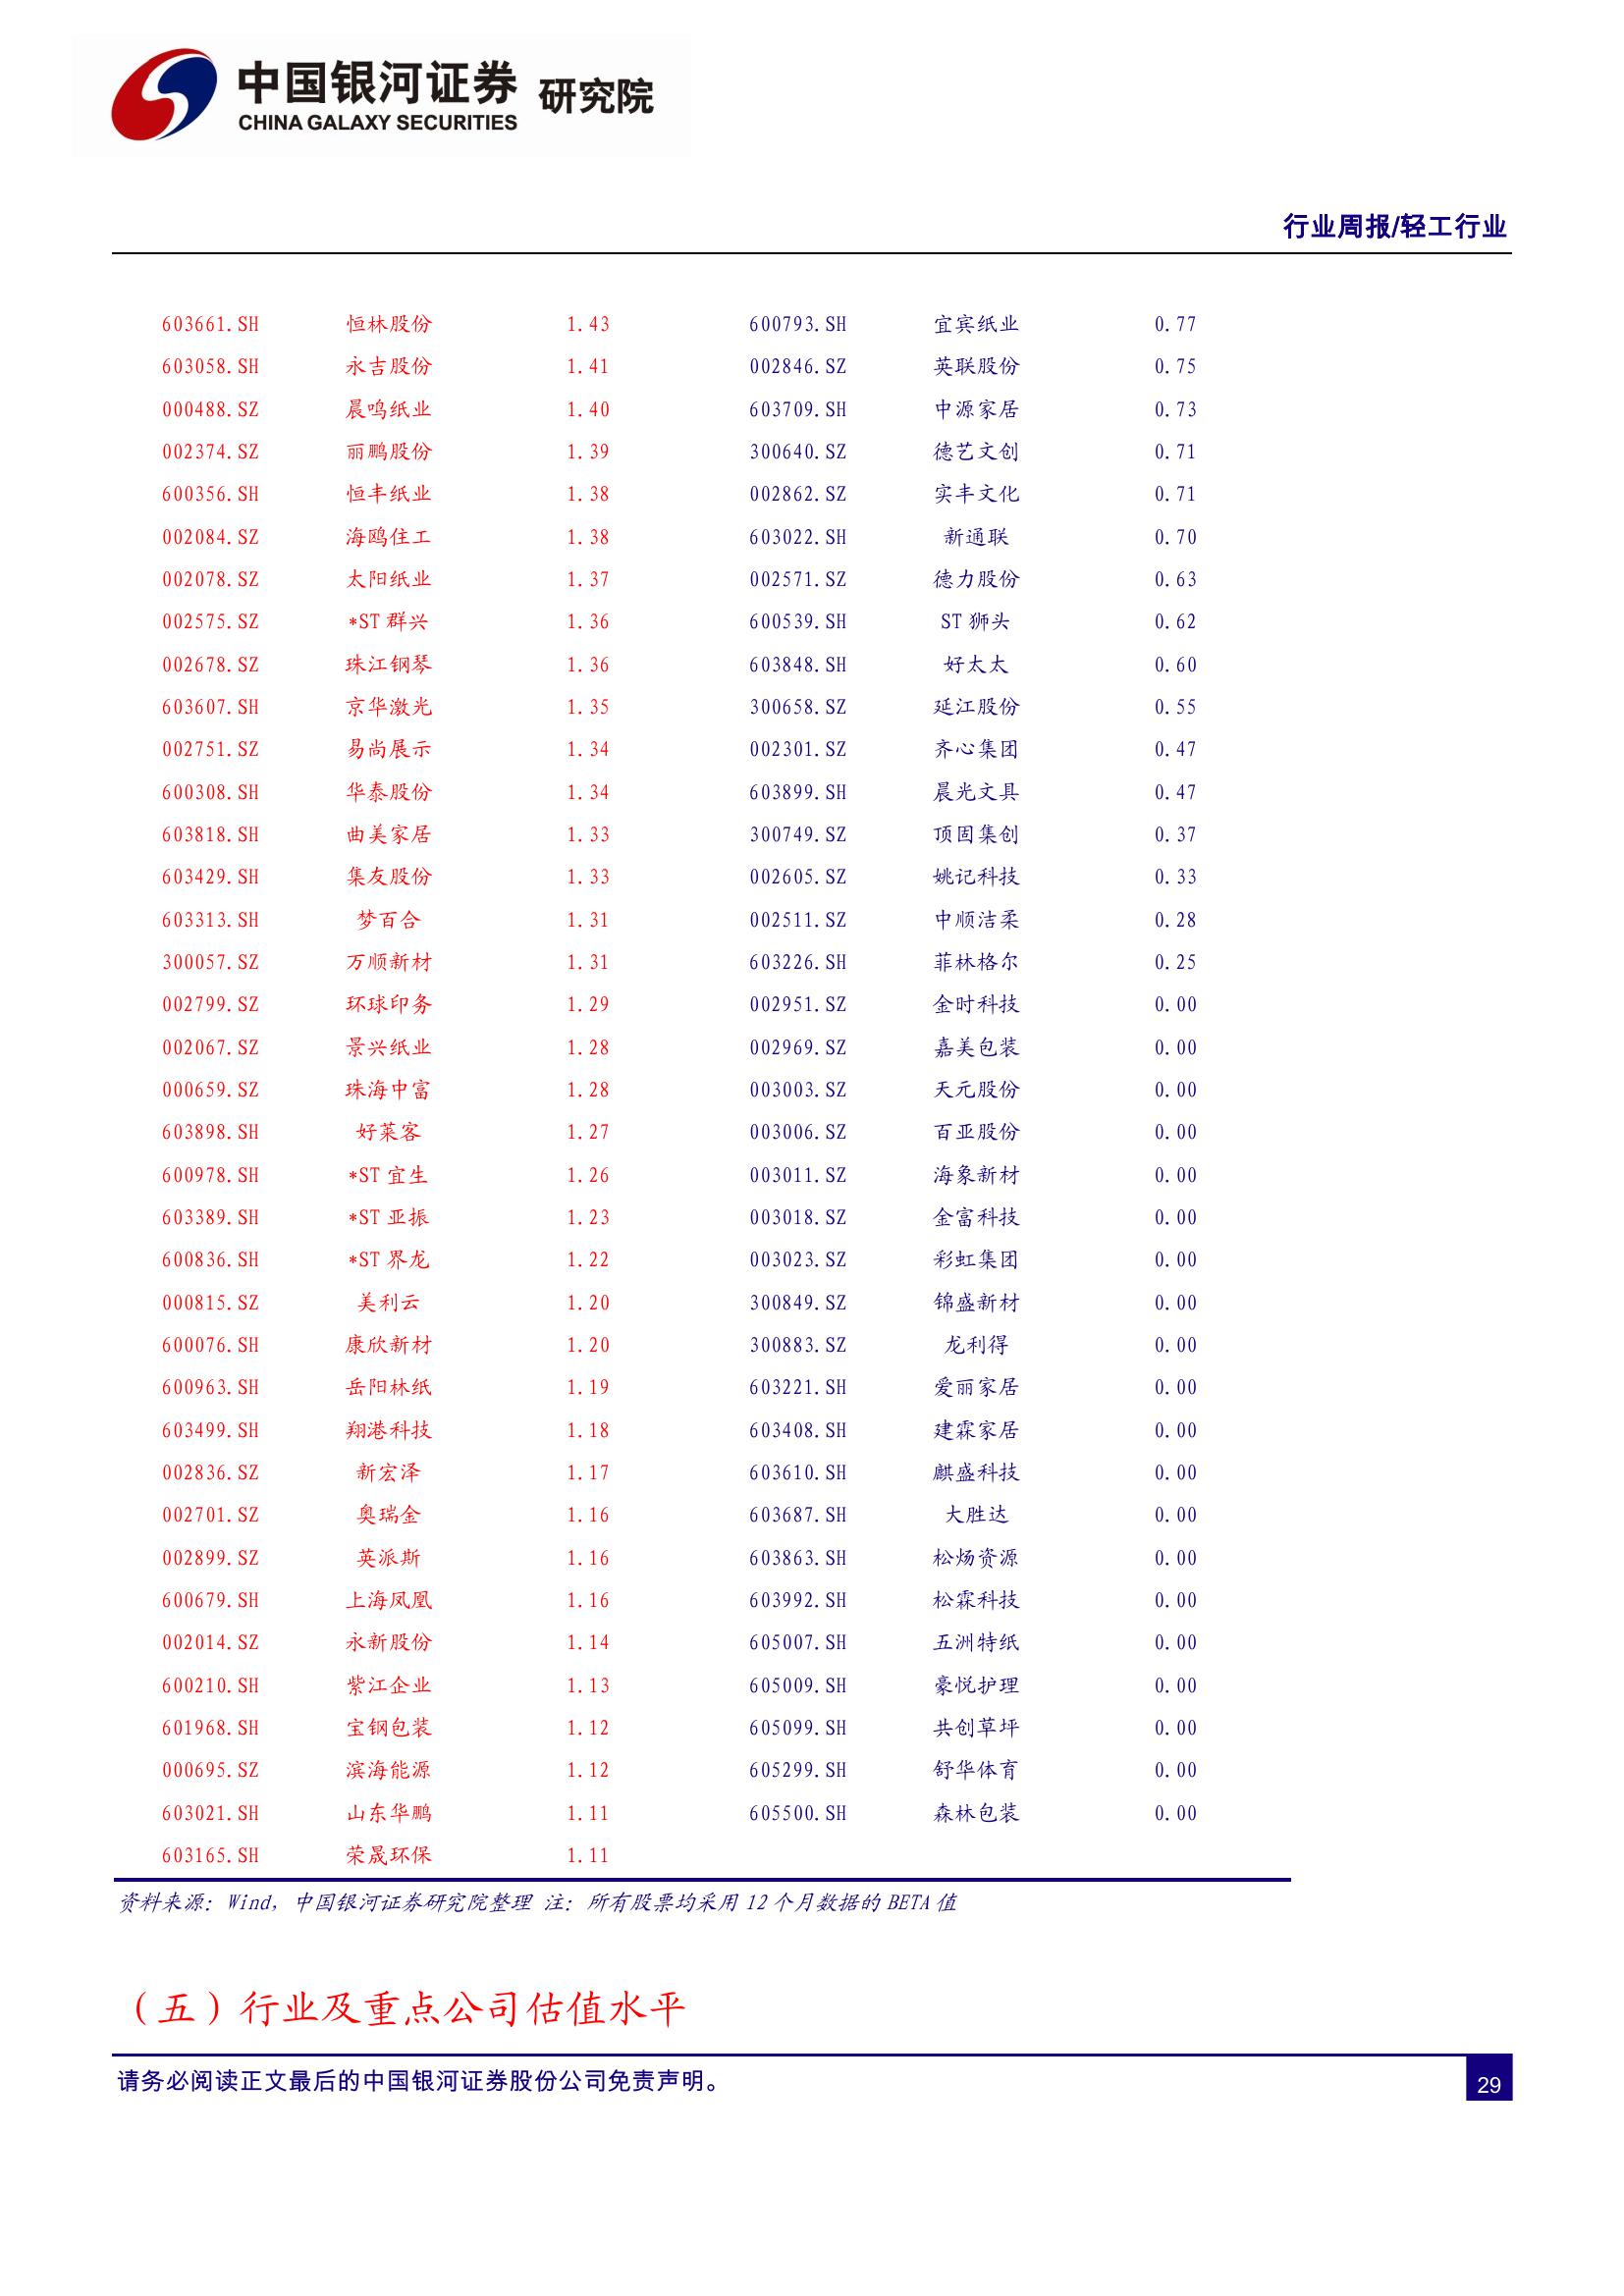 中国银河证券 研究院
CHINA GALAXY SECURITIES
行业周报/轻工行业
603661.SH 恒林股份 1.43 600793.SH 宜宾纸业 0.77
603058.SH 永吉股份 1.41 002846.SZ 英联股份 0.75
000488.SZ 晨鸣纸业 1.40 603709.SH 中源家居 0.73
002374.SZ 丽鹏股份 1.39 300640.SZ 德艺文创 0.71
600356.SH 恒丰纸业 1.38 002862.SZ 实丰文化 0.71
002084.SZ 海鸥住工 1.38 603022.SH 新通联 0.70
002078.SZ 太阳纸业 1.37 002571.SZ 德力股份 0.63
002575.SZ *ST 群兴 1.36 600539.SH ST 狮头 0.62
002678.SZ 珠江钢琴 1.36 603848.SH 好太太 0.60
603607.SH 京华激光 1.35 300658.SZ 延江股份 0.55
002751.SZ 易尚展示 1.34 002301.SZ 齐心集团 0.47
600308.SH 华泰股份 1.34 603899.SH 晨光文具 0.47
603818.SH 曲美家居 1.33 300749.SZ 顶固集创 0.37
603429.SH 集友股份 1.33 002605.SZ 姚记科技 0.33
603313.SH 梦百合 1.31 002511.SZ 中顺洁柔 0.28
300057.SZ 万顺新材 1.31 603226.SH 菲林格尔 0.25
002799.SZ 环球印务 1.29 002951.SZ 金时科技 0.00
002067.SZ 景兴纸业 1.28 002969.SZ 嘉美包装 0.00
000659.SZ 珠海中富 1.28 003003.SZ 天元股份 0.00
603898.SH 好莱客 1.27 003006.SZ 百亚股份 0.00
600978.SH *ST 宜生 1.26 003011.SZ 海象新材 0.00
603389.SH *ST 亚振 1.23 003018.SZ 金富科技 0.00
600836.SH *ST 界龙 1.22 003023.SZ 彩虹集团 0.00
000815.SZ 美利云 1.20 300849.SZ 锦盛新材 0.00
600076.SH 康欣新材 1.20 300883.SZ 龙利得 0.00
600963.SH 岳阳林纸 1.19 603221.SH 爱丽家居 0.00
603499.SH 翔港科技 1.18 603408.SH 建霖家居 0.00
002836.SZ 新宏泽 1.17 603610.SH 麒盛科技 0.00
002701.SZ 奥瑞金 1.16 603687.SH 大胜达 0.00
002899.SZ 英派斯 1.16 603863.SH 松炀资源 0.00
600679.SH 上海凤凰 1.16 603992.SH 松霖科技 0.00
002014.SZ 永新股份 1.14 605007.SH 五洲特纸 0.00
600210.SH 紫江企业 1.13 605009.SH 豪悦护理 0.00
601968.SH 宝钢包装 1.12 605099.SH 共创草坪 0.00
000695.SZ 滨海能源 1.12 605299.SH 舒华体育 0.00
603021.SH 山东华鹏 1.11 605500.SH 森林包装 0.00
603165.SH 荣晟环保 1.11
资料来源：Wind，中国银河证券研究院整理 注：所有股票均采用 12 个月数据的 BETA 值
（五）行业及重点公司估值水平
请务必阅读正文最后的中国银河证券股份公司免责声明。
29